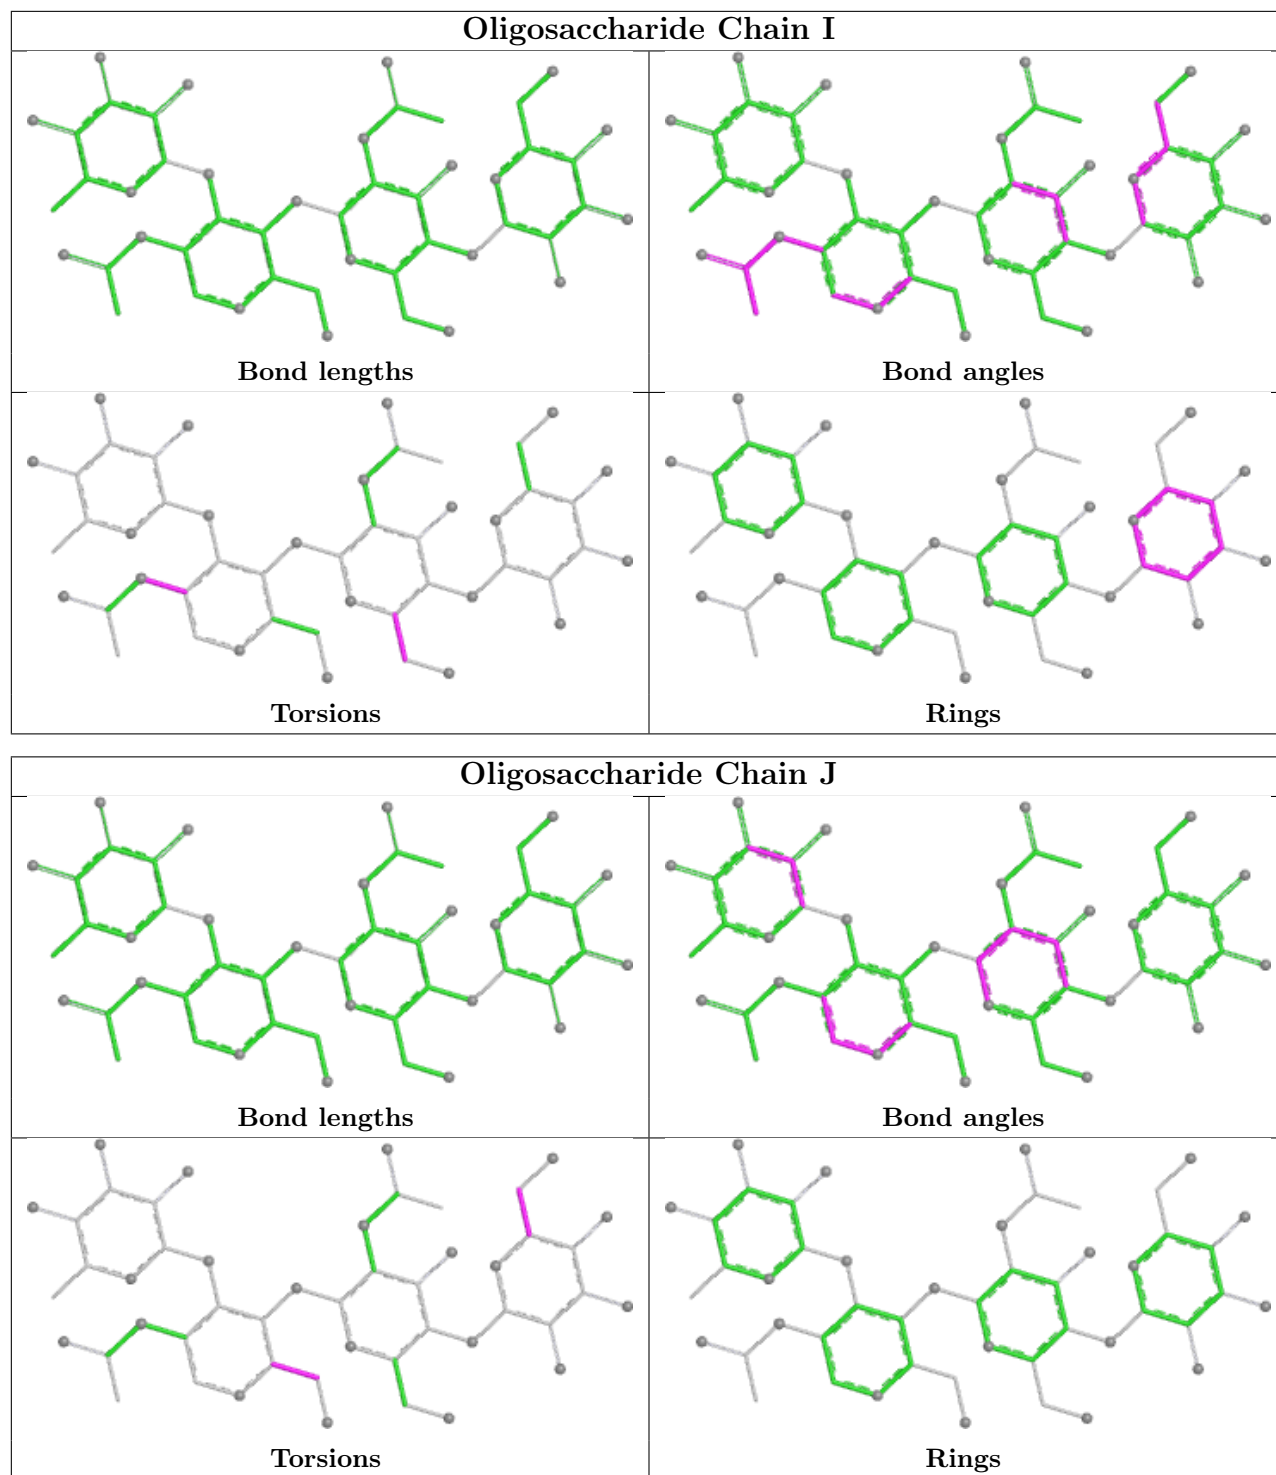 Oligosaccharide Chain I
Bond lengths
Bond angles
Torsions
Rings
Oligosaccharide Chain J
Bond lengths
Bond angles
Torsions
Rings